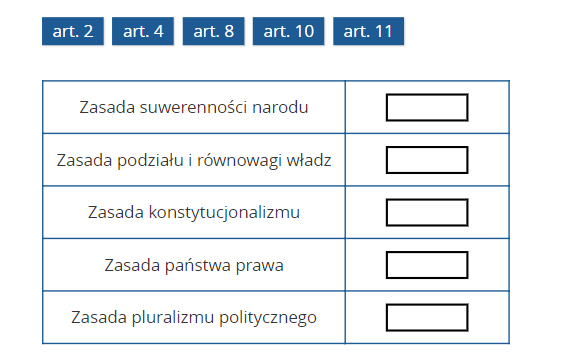 art. 2 art. 4 art. 8 art. 10 art. 11
Zasada suwerenności narodu
Zasada podziału i równowagi władz
Zasada konstytucjonalizmu
Zasada państwa prawa
Zasada pluralizmu politycznego